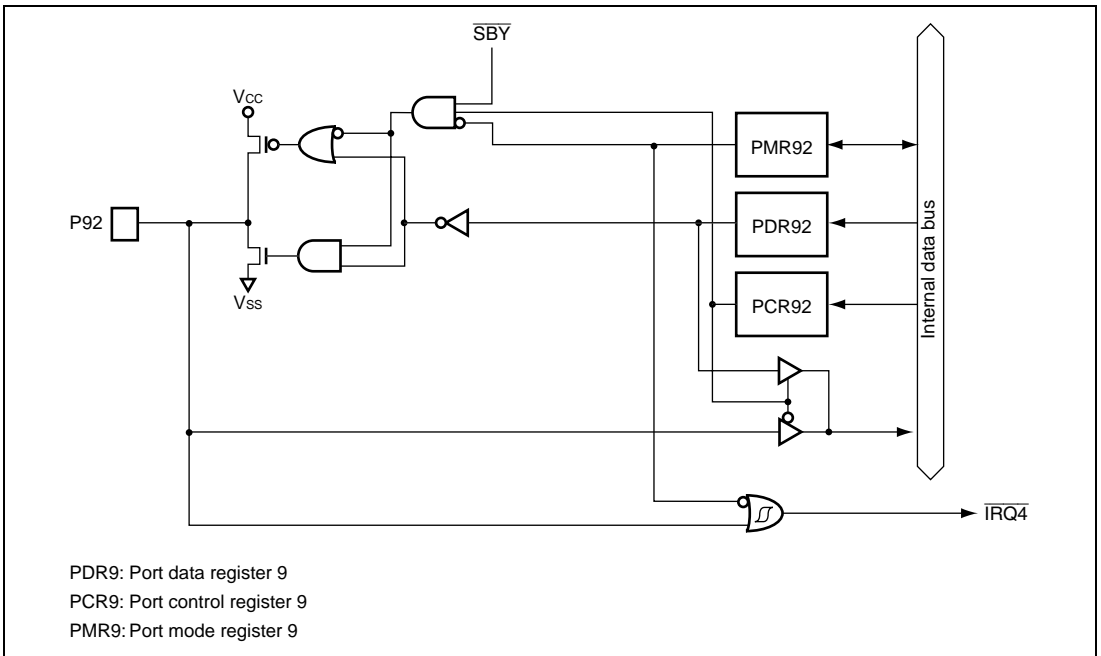 SBY
VCC
PMR92
P92
PDR92
PCR92
VSS
Internal data bus
IRQ4
PDR9: Port data register 9
PCR9: Port control register 9
PMR9: Port mode register 9